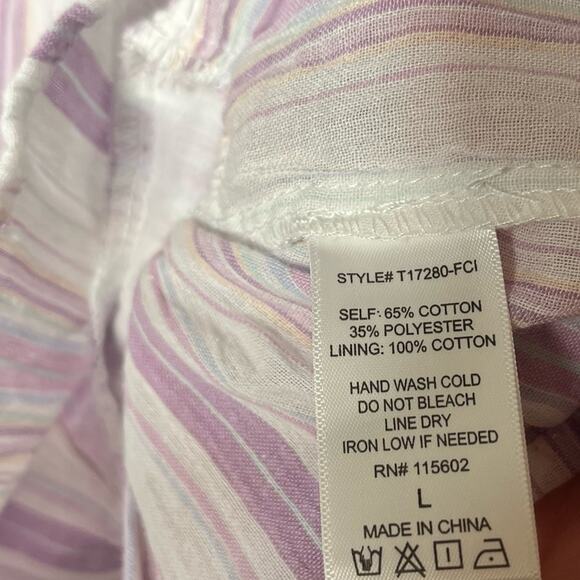 STYLE# T17280-FCI
SELF: 65% COTTON
35% POLYESTER
LINING: 100% COTTON
HAND WASH COLD
DO NOT BLEACH
LINE DRY
IRON LOW IF NEEDED
RN# 115602
L
MADE IN CHINA